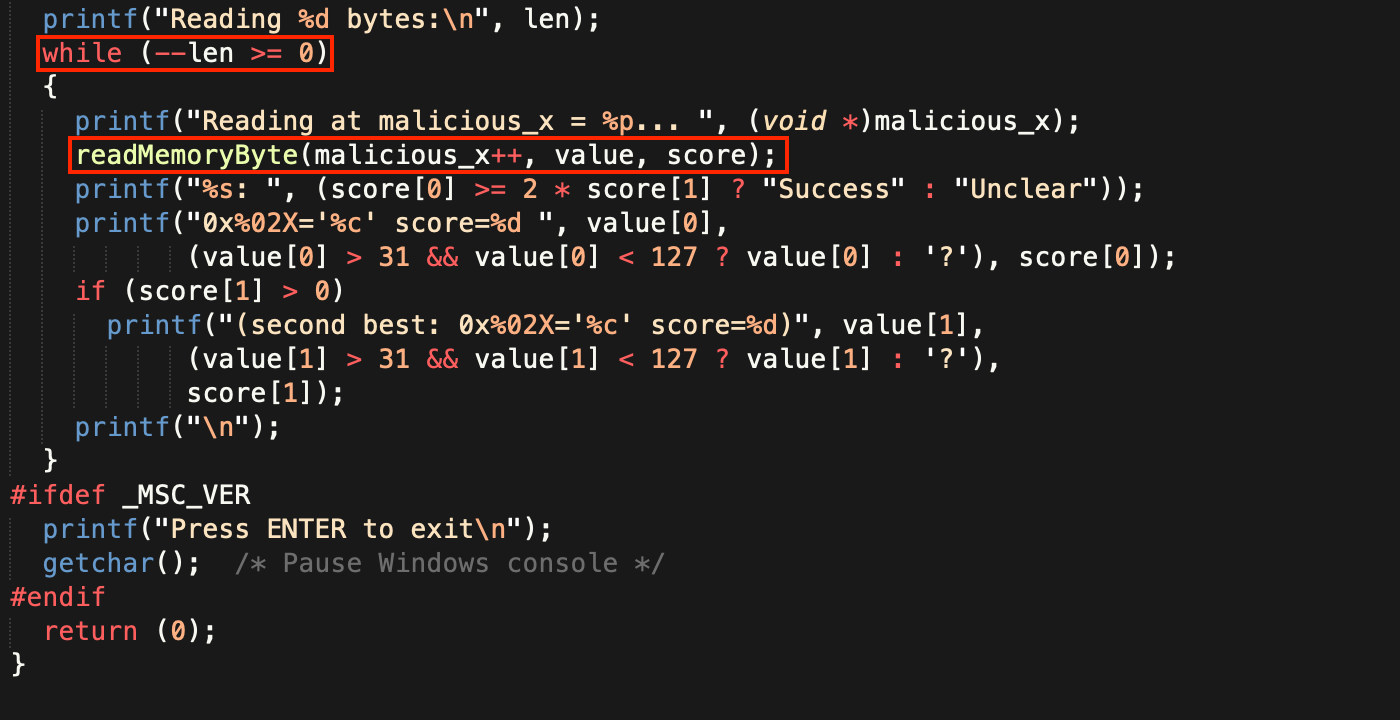 printf("Reading %d bytes:\n", len);
while (--len >= 0)
{
printf("Reading at malicious_x = %p... ", (void *)malicious_x);
readMemoryByte(malicious_x++, value, score);
printf("%s: ", (score[0] >= 2 * score[1] ? "Success" : "Unclear"));
printf("0x%02X='%c' score=%d ", value[0],
(value[0] > 31 && value[0] < 127 ? value[0] : '?'), score[0]);
if (score[1] > 0)
printf("(second best: 0x%02X='%c' score=%d)", value[1],
(value[1] > 31 && value[1] < 127 ? value[1] : '?'),
score[1]);
printf("\n");
}
#ifdef _MSC_VER
printf("Press ENTER to exit\n");
getchar();  /* Pause Windows console */
#endif
return (0);
}